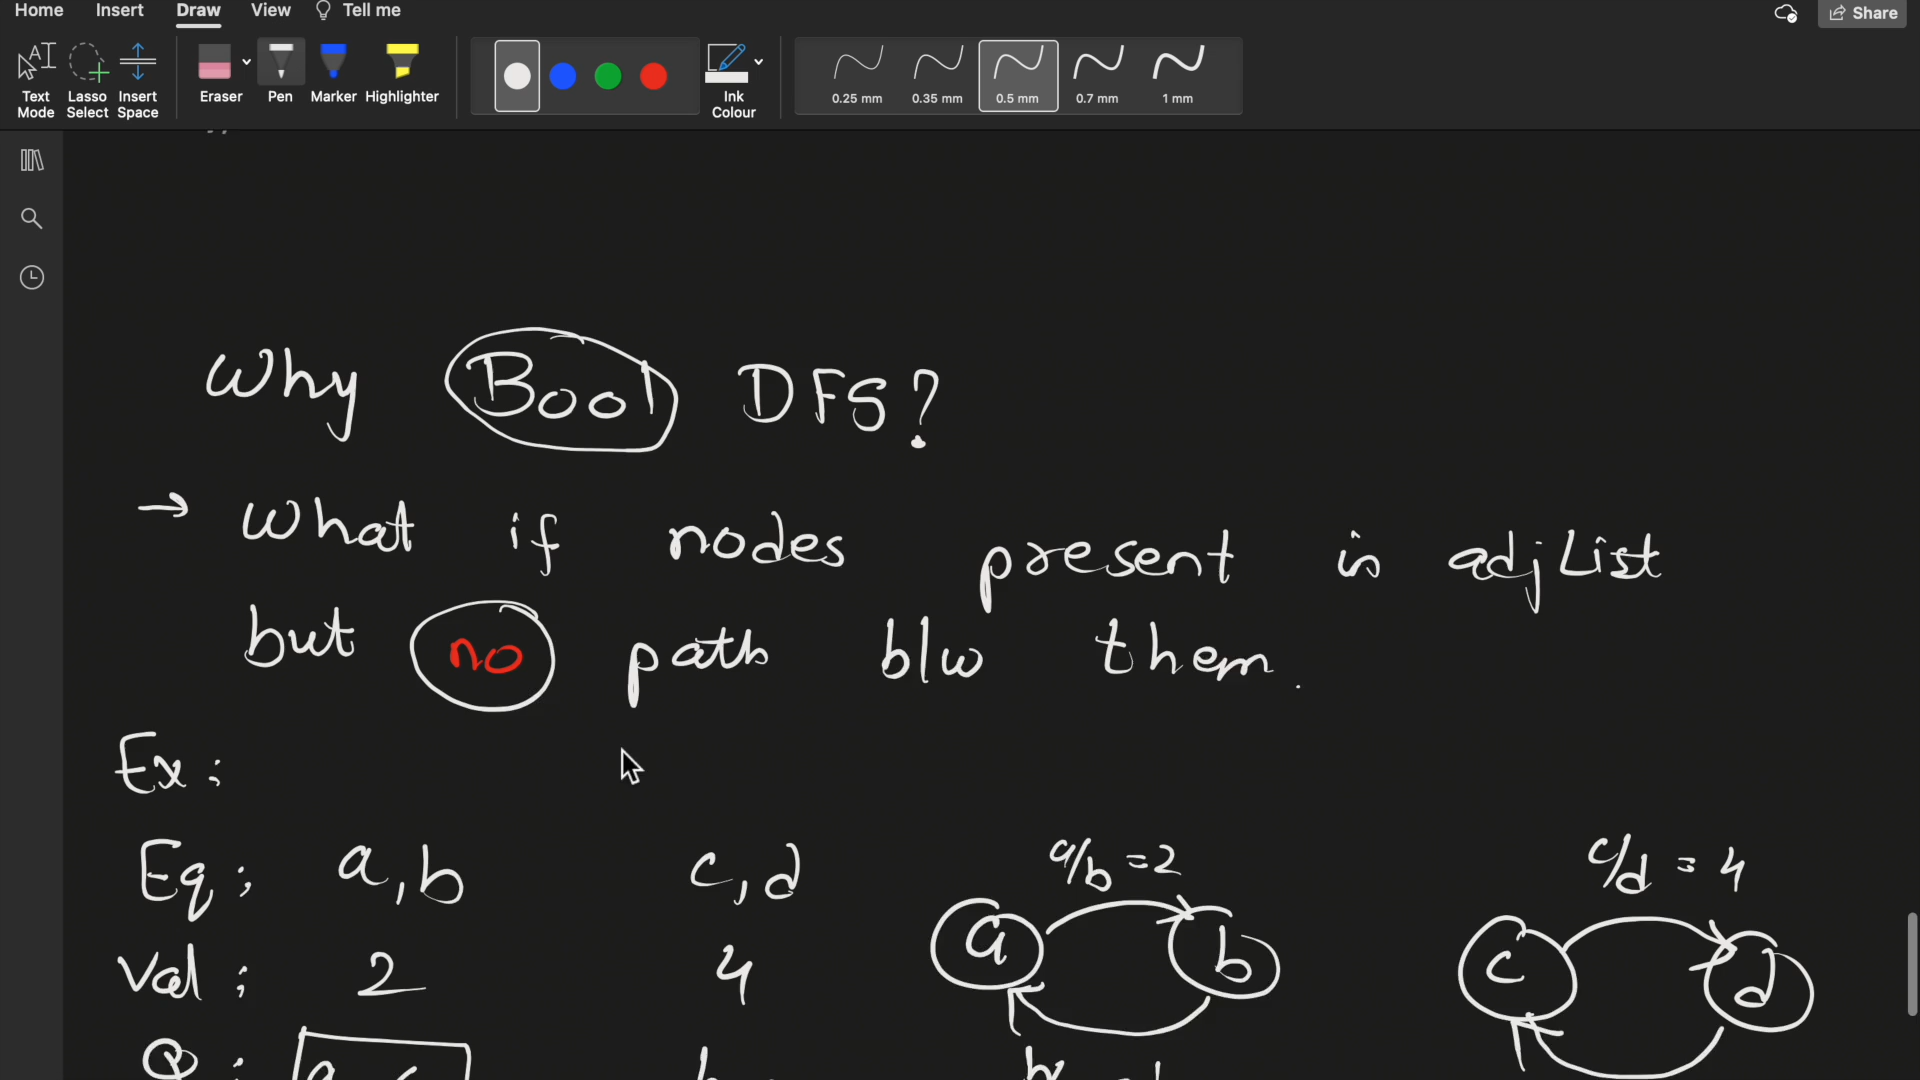 Home Insert Draw View Tell me Share
Text Mode Lasso Select Insert Space Eraser Pen Marker Highlighter Ink Colour 0.25 mm 0.35 mm 0.5 mm 0.7 mm 1 mm
Why Bool DFS?
→ What if nodes present in adjList
but no path b/w them.
Ex:
Eq: a,b c,d a/b = 2 c/d = 4
a b c d
Val: 2 4
Q: